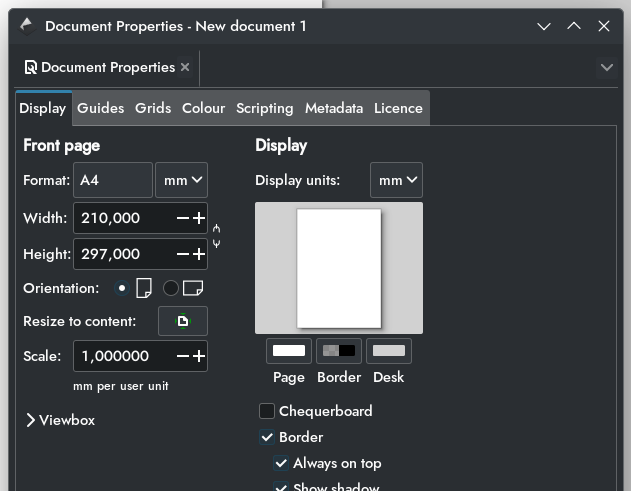 Document Properties - New document 1
Document Properties
Display Guides Grids Colour Scripting Metadata Licence
Front page
Format: A4 mm
Width: 210,000
Height: 297,000
Orientation:
Resize to content:
Scale: 1,000000
mm per user unit
Viewbox
Display
Display units: mm
Page Border Desk
Chequerboard
Border
Always on top
Show shadow